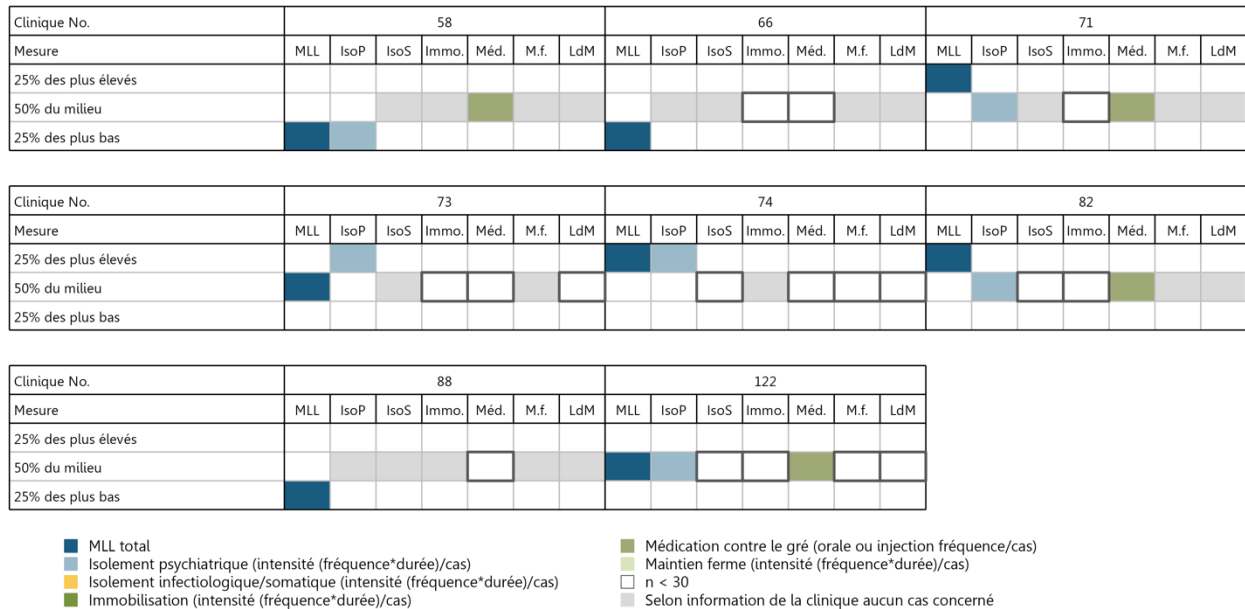 Clinique No. 58 66 71
Mesure MLL IsoP IsoS Immo. Méd. M.f. LdM MLL IsoP IsoS Immo. Méd. M.f. LdM MLL IsoP IsoS Immo. Méd. M.f. LdM
25% des plus élevés
50% du milieu
25% des plus bas
Clinique No. 73 74 82
Mesure MLL IsoP IsoS Immo. Méd. M.f. LdM MLL IsoP IsoS Immo. Méd. M.f. LdM MLL IsoP IsoS Immo. Méd. M.f. LdM
25% des plus élevés
50% du milieu
25% des plus bas
Clinique No. 88 122
Mesure MLL IsoP IsoS Immo. Méd. M.f. LdM MLL IsoP IsoS Immo. Méd. M.f. LdM
25% des plus élevés
50% du milieu
25% des plus bas
MLL total
Isolement psychiatrique (intensité (fréquence*durée)/cas)
Isolement infectiologique/somatique (intensité (fréquence*durée)/cas)
Immobilisation (intensité (fréquence*durée)/cas)
Médication contre le gré (orale ou injection fréquence/cas)
Maintien ferme (intensité (fréquence*durée)/cas)
n < 30
Selon information de la clinique aucun cas concerné